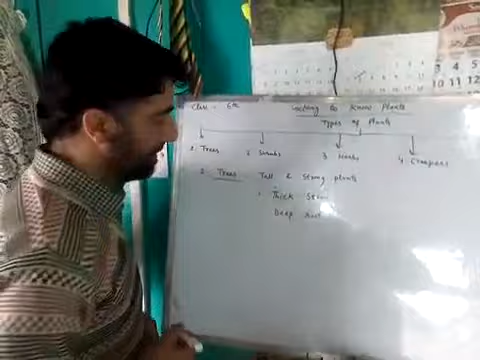 Class - 6th
Getting to Know Plants
Types of Plants
1. Trees 2 Shrubs 3 Herbs 4 Creepers
1. Trees Tall & Strong plants
Thick Stem
Deep root
3 4
10 11 12